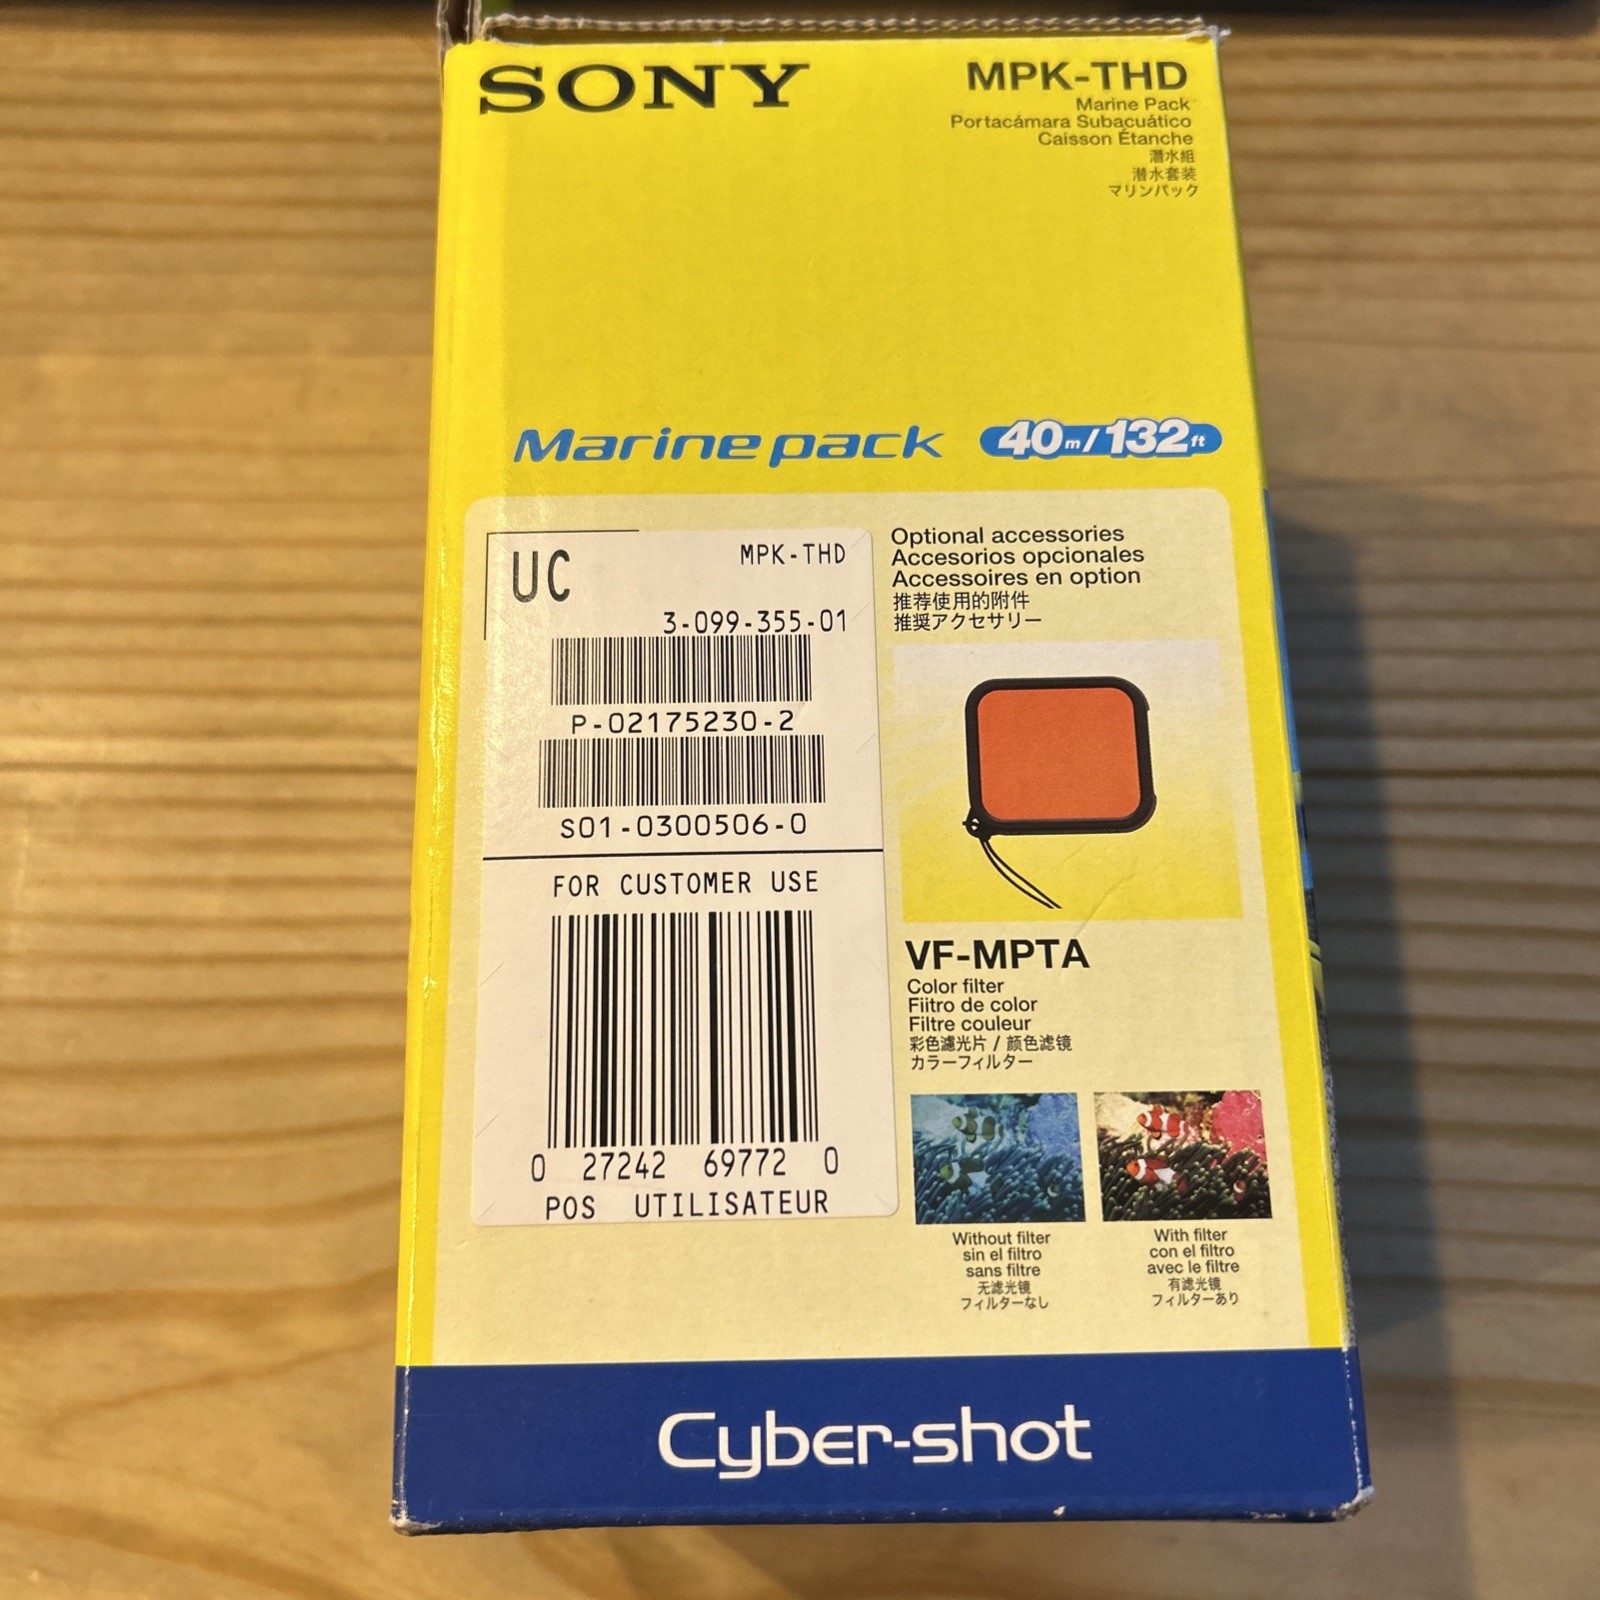 SONY
MPK-THD
Marine Pack
Portacámara Subacuático
Caisson Étanche
潛水組
潜水套装
マリンパック
Marine pack 40m/132ft
UC
MPK-THD
3-099-355-01
P-02175230-2
S01-0300506-0
FOR CUSTOMER USE
0 27242 69772 0
POS UTILISATEUR
Optional accessories
Accesorios opcionales
Accessoires en option
推荐使用的附件
推奨アクセサリー
VF-MPTA
Color filter
Fiitro de color
Filtre couleur
彩色濾光片 / 颜色滤镜
カラーフィルター
Without filter
sin el filtro
sans filtre
无滤光镜
フィルターなし
With filter
con el filtro
avec le filtre
有滤光镜
フィルターあり
Cyber-shot